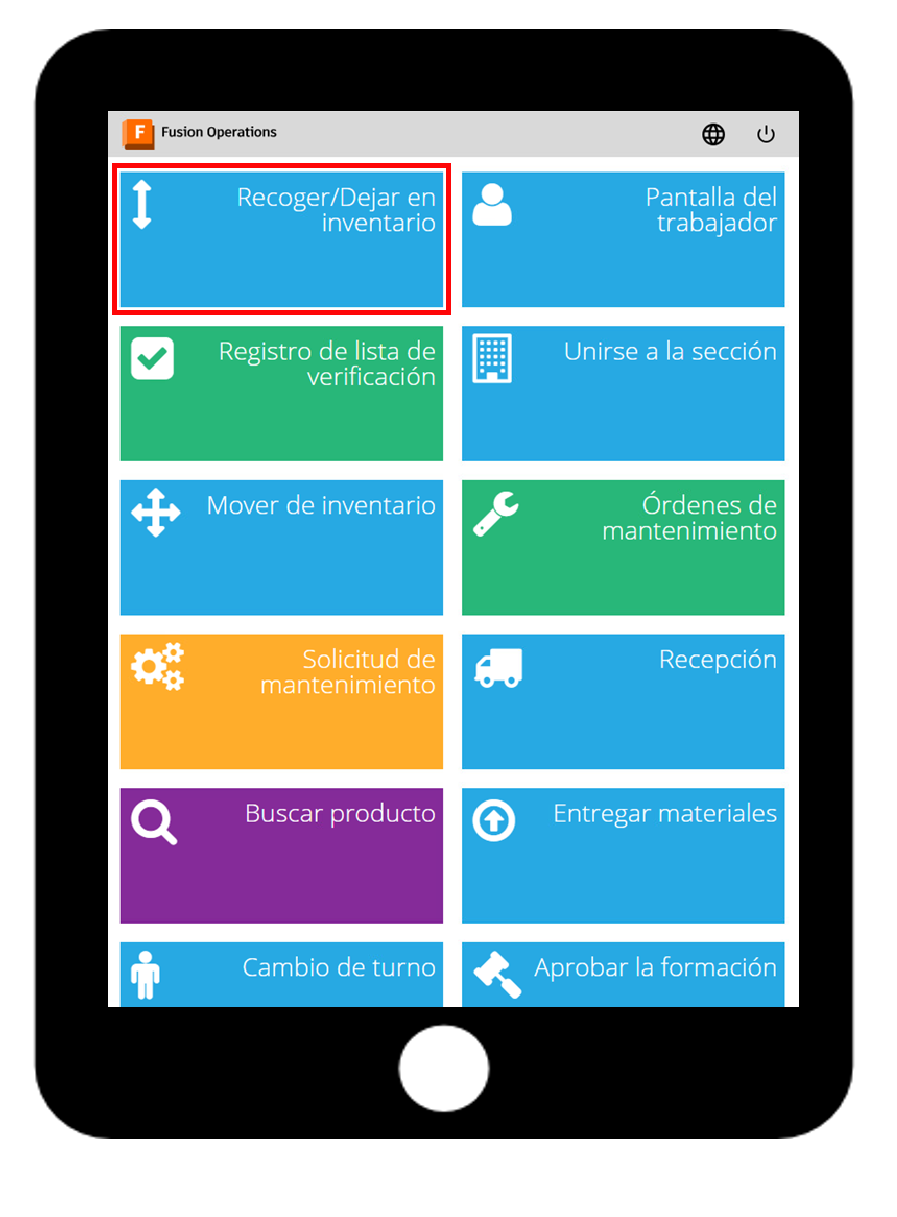 F Fusion Operations
Recoger/Dejar en
inventario
Pantalla del
trabajador
Registro de lista de
verificación
Unirse a la sección
Mover de inventario
Órdenes de
mantenimiento
Solicitud de
mantenimiento
Recepción
Buscar producto
Entregar materiales
Cambio de turno
Aprobar la formación